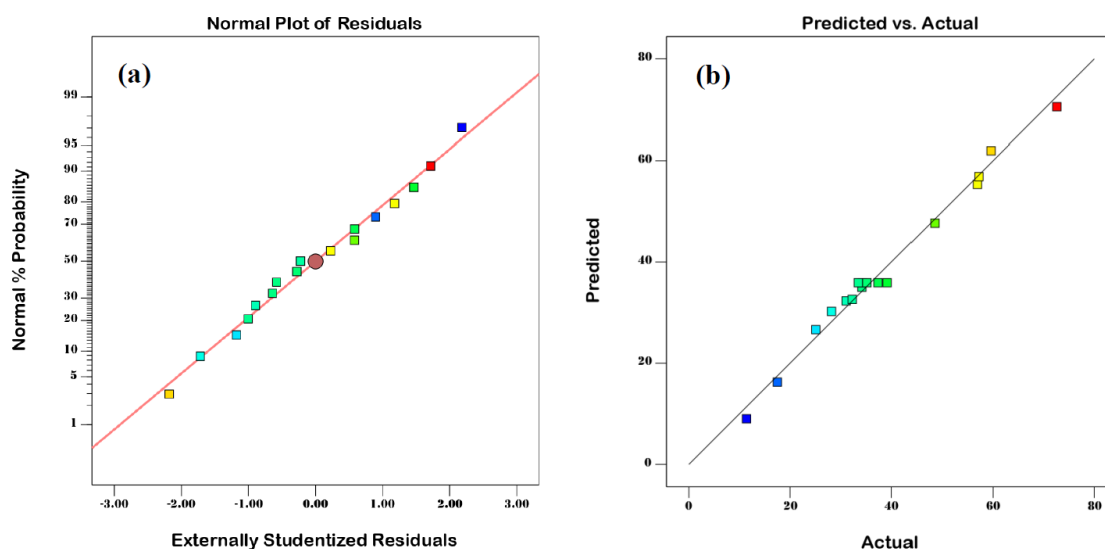 Normal Plot of Residuals
(a)
Normal % Probability
99
95
90
80
70
50
30
20
10
5
1
-3.00 -2.00 -1.00 0.00 1.00 2.00 3.00
Externally Studentized Residuals
Predicted vs. Actual
(b)
Predicted
80
60
40
20
0
0 20 40 60 80
Actual